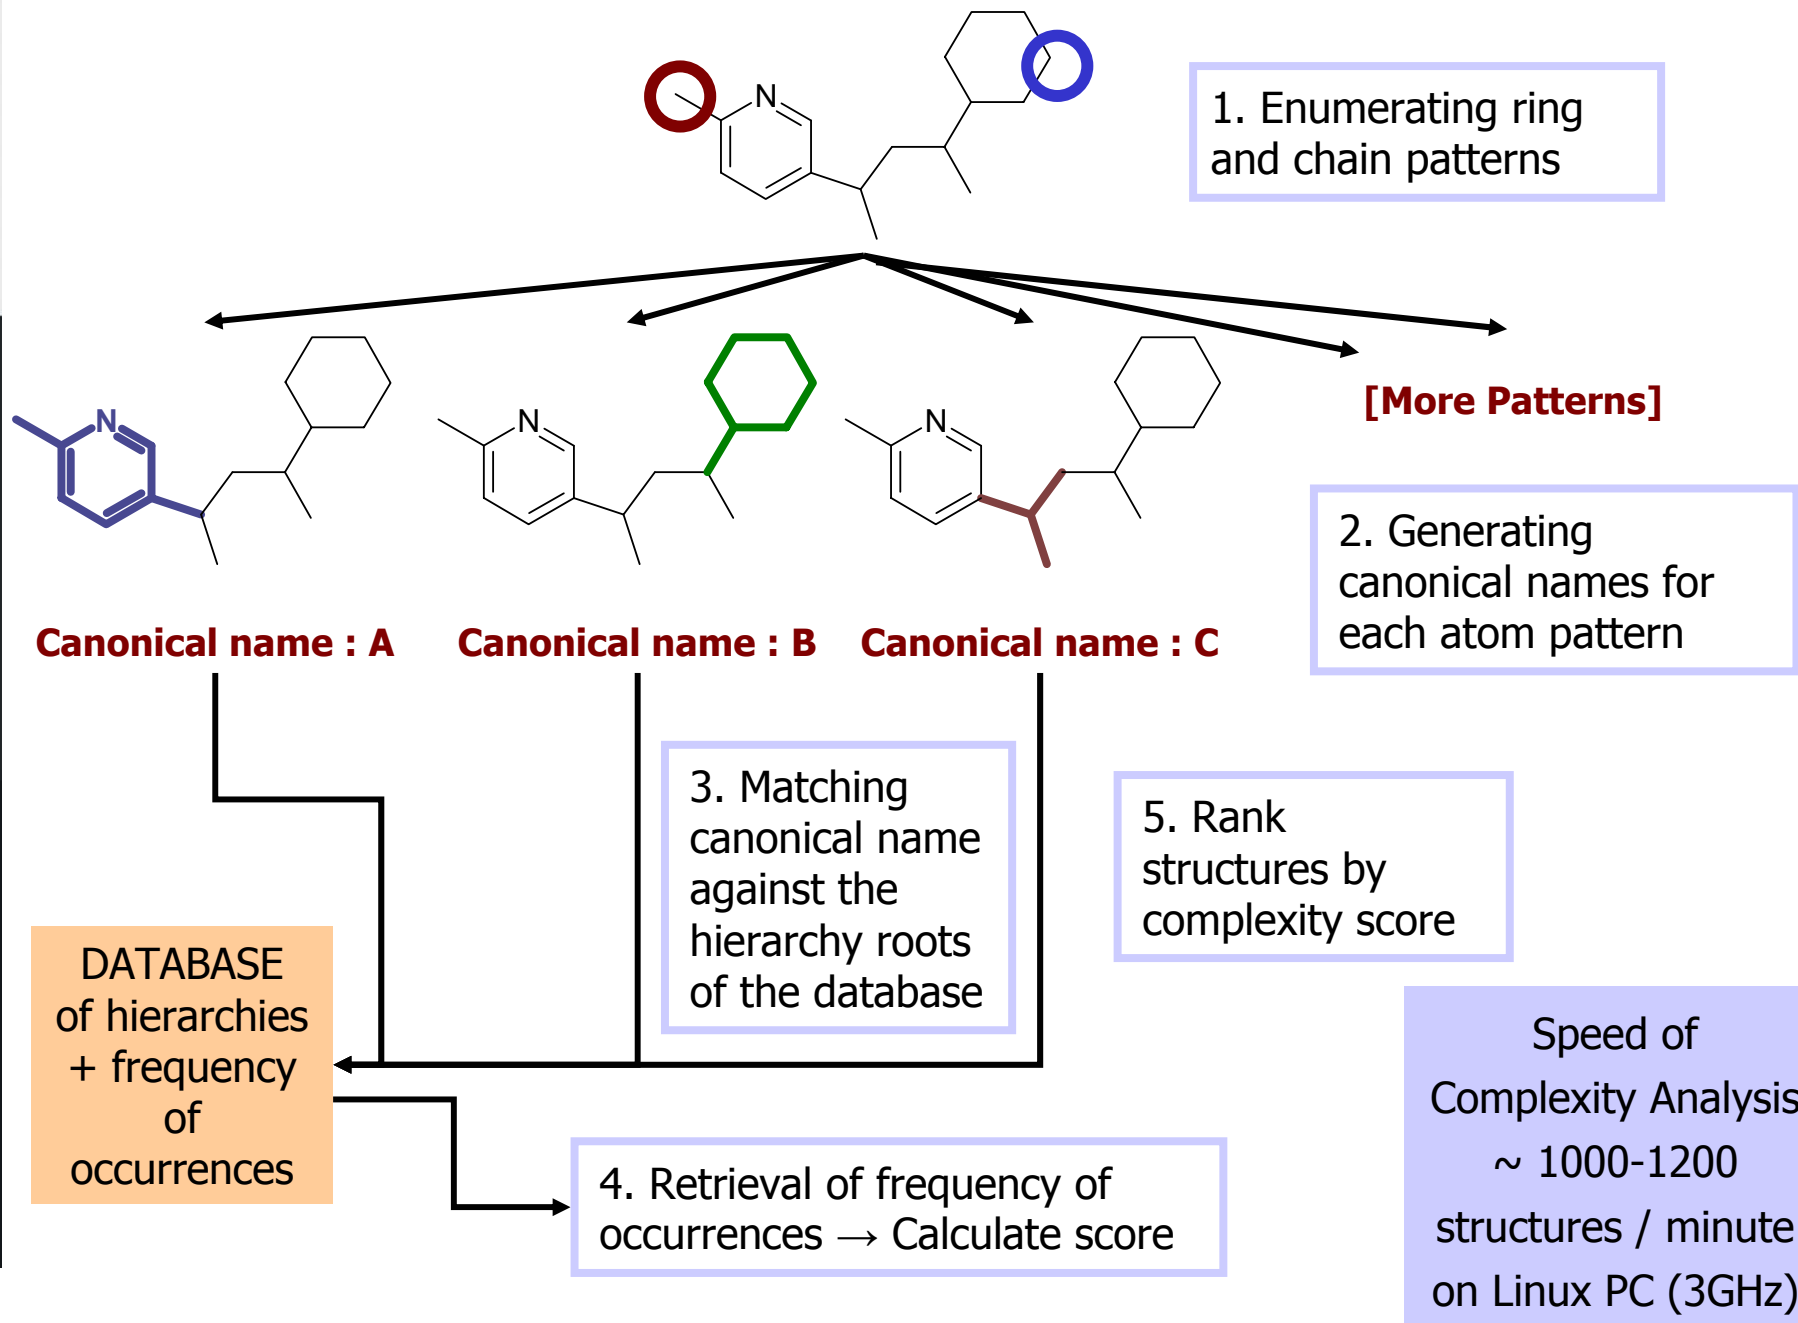 N
1. Enumerating ring
and chain patterns
N
N
N
[More Patterns]
2. Generating
canonical names for
each atom pattern
Canonical name : A
Canonical name : B
Canonical name : C
3. Matching
canonical name
against the
hierarchy roots
of the database
5. Rank
structures by
complexity score
DATABASE
of hierarchies
+ frequency
of
occurrences
4. Retrieval of frequency of
occurrences → Calculate score
Speed of
Complexity Analysis
~ 1000-1200
structures / minute
on Linux PC (3GHz)